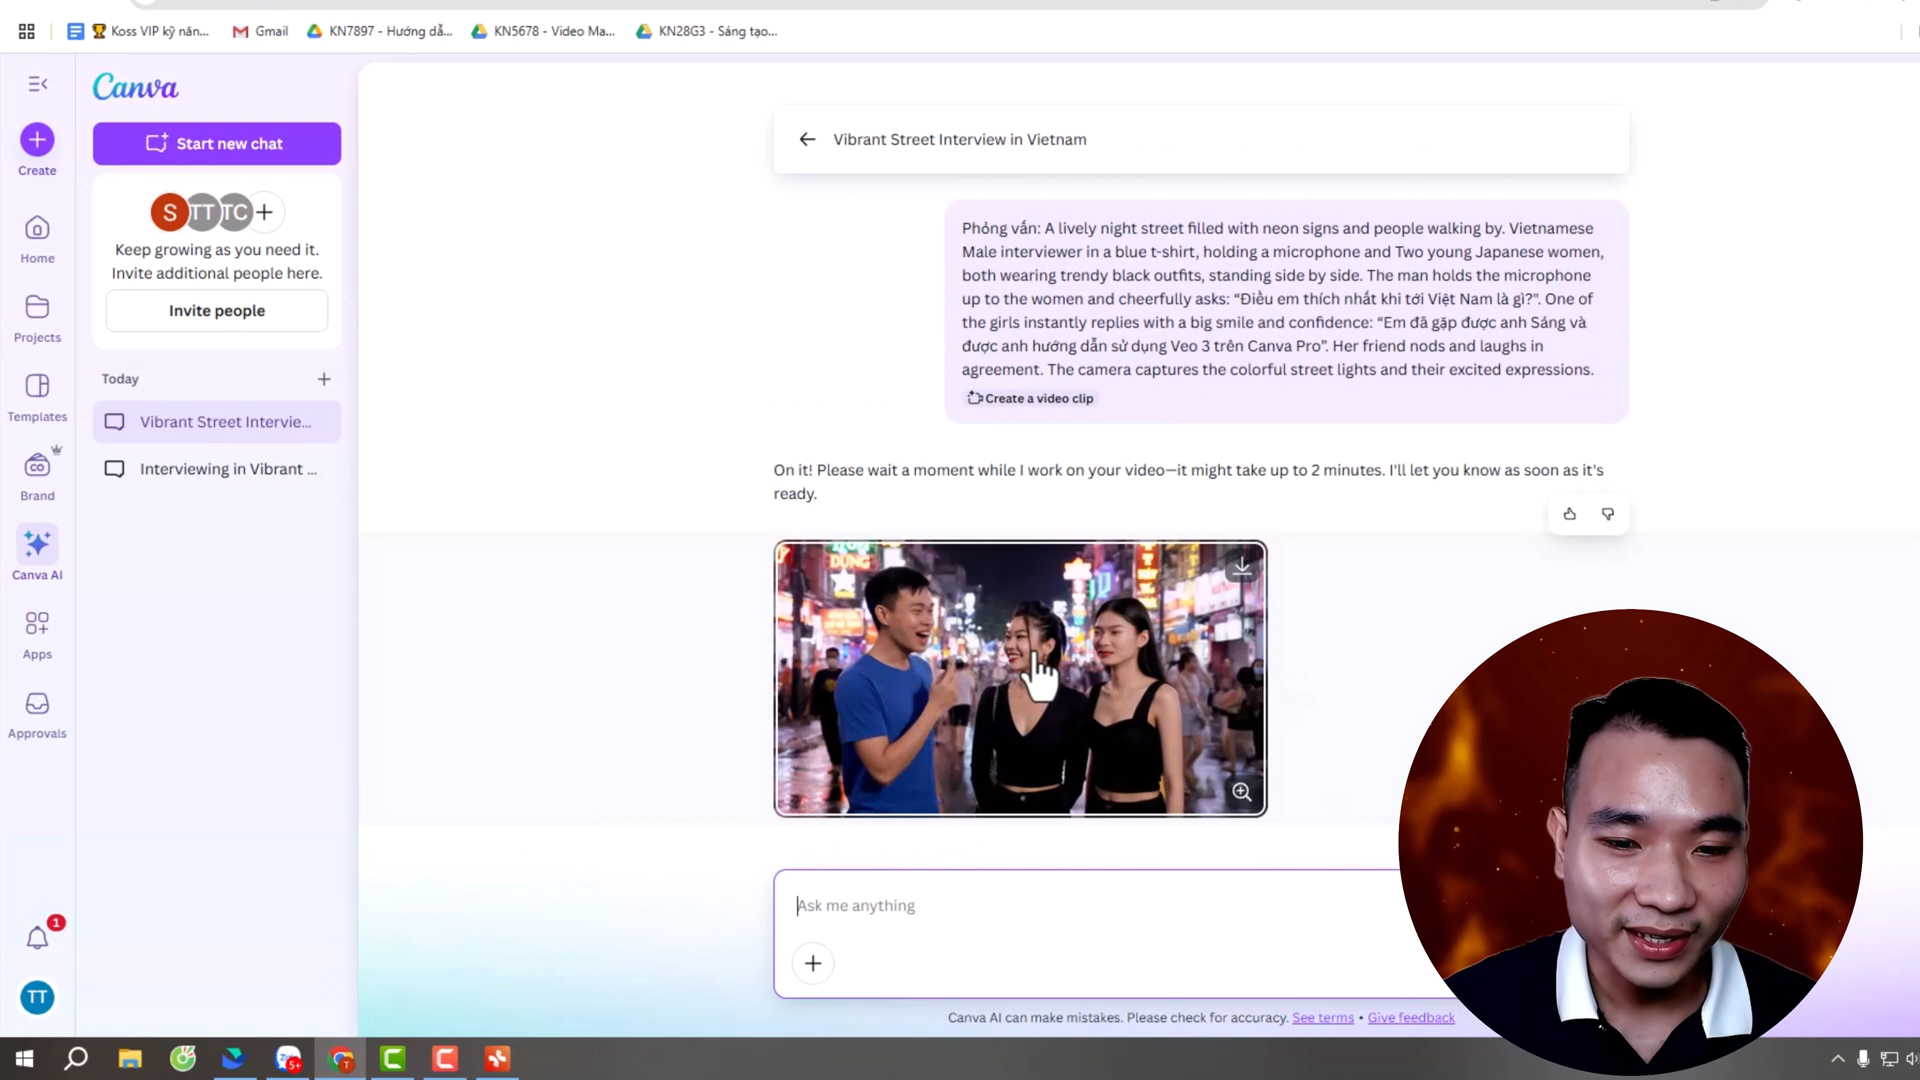 Koss VIP kỹ năn...
Gmail
KN7897 - Hướng dẫ...
KN5678 - Video Ma...
KN28G3 - Sáng tạo...
Canva
Start new chat
Create
S TT TC
Keep growing as you need it.
Invite additional people here.
Invite people
Home
Projects
Today
Templates
Vibrant Street Intervie...
Interviewing in Vibrant ...
Brand
Canva AI
Apps
Approvals
1
TT
Vibrant Street Interview in Vietnam
Phỏng vấn: A lively night street filled with neon signs and people walking by. Vietnamese
Male interviewer in a blue t-shirt, holding a microphone and Two young Japanese women,
both wearing trendy black outfits, standing side by side. The man holds the microphone
up to the women and cheerfully asks: “Điều em thích nhất khi tới Việt Nam là gì?”. One of
the girls instantly replies with a big smile and confidence: “Em đã gặp được anh Sáng và
được anh hướng dẫn sử dụng Veo 3 trên Canva Pro”. Her friend nods and laughs in
agreement. The camera captures the colorful street lights and their excited expressions.
Create a video clip
On it! Please wait a moment while I work on your video—it might take up to 2 minutes. I'll let you know as soon as it's
ready.
DUNG
Ask me anything
Canva AI can make mistakes. Please check for accuracy. See terms • Give feedback
5+